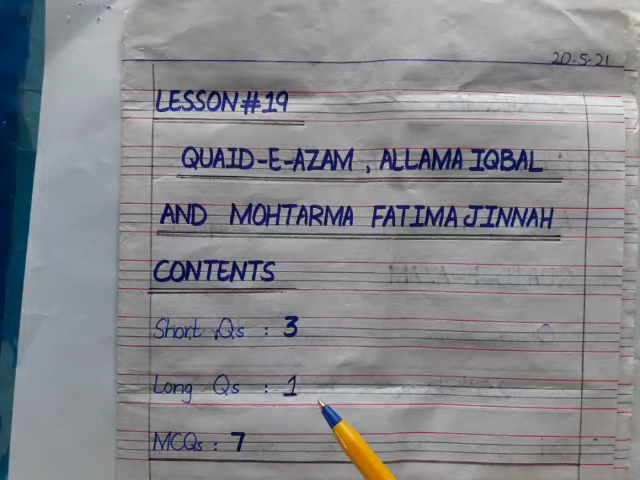 20.5.21
LESSON #19
QUAID-E-AZAM, ALLAMA IQBAL
AND MOHTARMA FATIMA JINNAH
CONTENTS
Short Qs : 3
Long Qs : 1
MCQs : 7